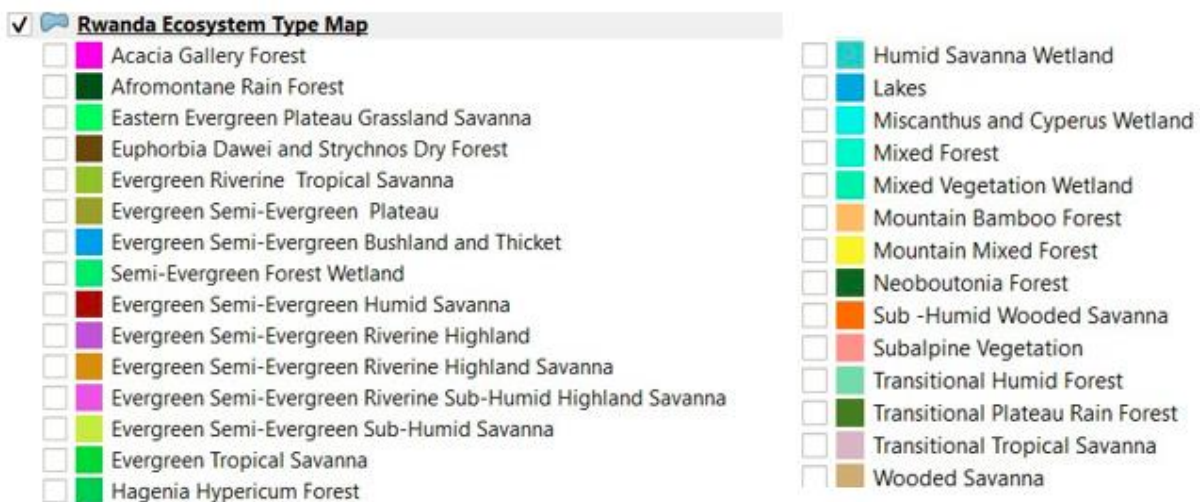 Rwanda Ecosystem Type Map
Acacia Gallery Forest
Afromontane Rain Forest
Eastern Evergreen Plateau Grassland Savanna
Euphorbia Dawei and Strychnos Dry Forest
Evergreen Riverine  Tropical Savanna
Evergreen Semi-Evergreen  Plateau
Evergreen Semi-Evergreen Bushland and Thicket
Semi-Evergreen Forest Wetland
Evergreen Semi-Evergreen Humid Savanna
Evergreen Semi-Evergreen Riverine Highland
Evergreen Semi-Evergreen Riverine Highland Savanna
Evergreen Semi-Evergreen Riverine Sub-Humid Highland Savanna
Evergreen Semi-Evergreen Sub-Humid Savanna
Evergreen Tropical Savanna
Hagenia Hypericum Forest
Humid Savanna Wetland
Lakes
Miscanthus and Cyperus Wetland
Mixed Forest
Mixed Vegetation Wetland
Mountain Bamboo Forest
Mountain Mixed Forest
Neoboutonia Forest
Sub -Humid Wooded Savanna
Subalpine Vegetation
Transitional Humid Forest
Transitional Plateau Rain Forest
Transitional Tropical Savanna
Wooded Savanna